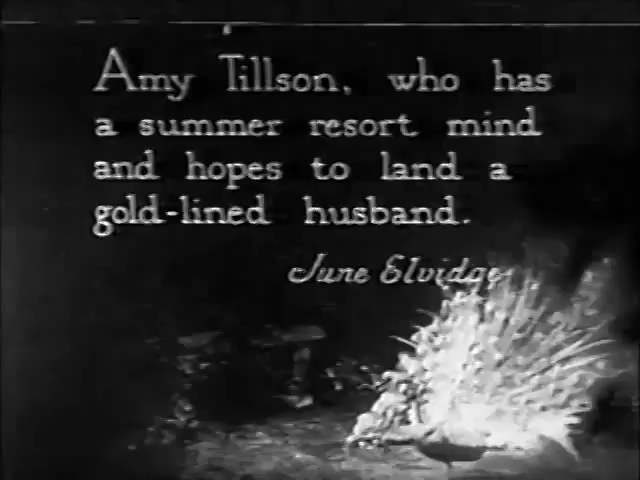 Amy Tillson, who has
a summer resort mind
and hopes to land a
gold-lined husband.
June Elvidge